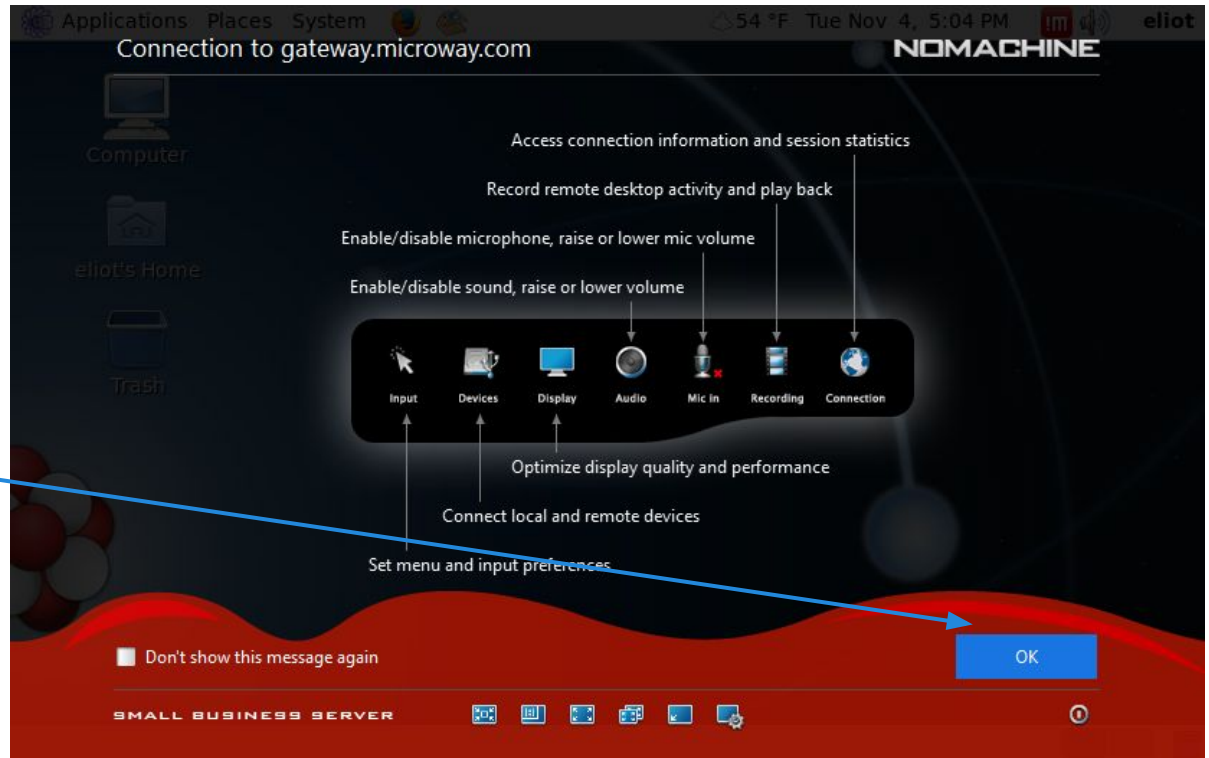 Applications Places System 54 °F Tue Nov 4, 5:04 PM im eliot
Connection to gateway.microway.com NOMACHINE
Computer
eliot's Home
Trash
Access connection information and session statistics
Record remote desktop activity and play back
Enable/disable microphone, raise or lower mic volume
Enable/disable sound, raise or lower volume
Input Devices Display Audio Mic in Recording Connection
Optimize display quality and performance
Connect local and remote devices
Set menu and input preferences
Don't show this message again OK
SMALL BUSINESS SERVER